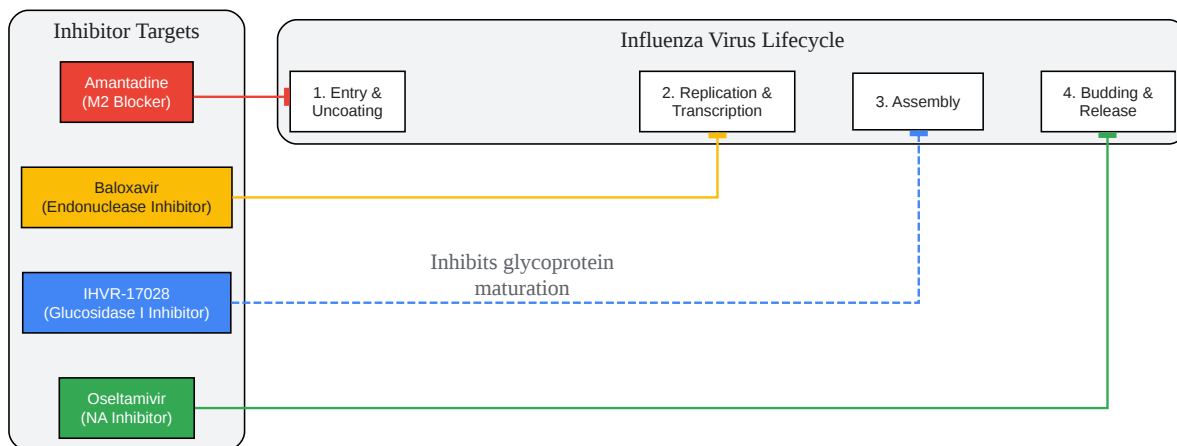 Inhibitor Targets
Amantadine
(M2 Blocker)
Baloxavir
(Endonuclease Inhibitor)
IHVR-17028
(Glucosidase I Inhibitor)
Oseltamivir
(NA Inhibitor)
Influenza Virus Lifecycle
1. Entry &
Uncoating
2. Replication &
Transcription
3. Assembly
4. Budding &
Release
Inhibits glycoprotein
maturation